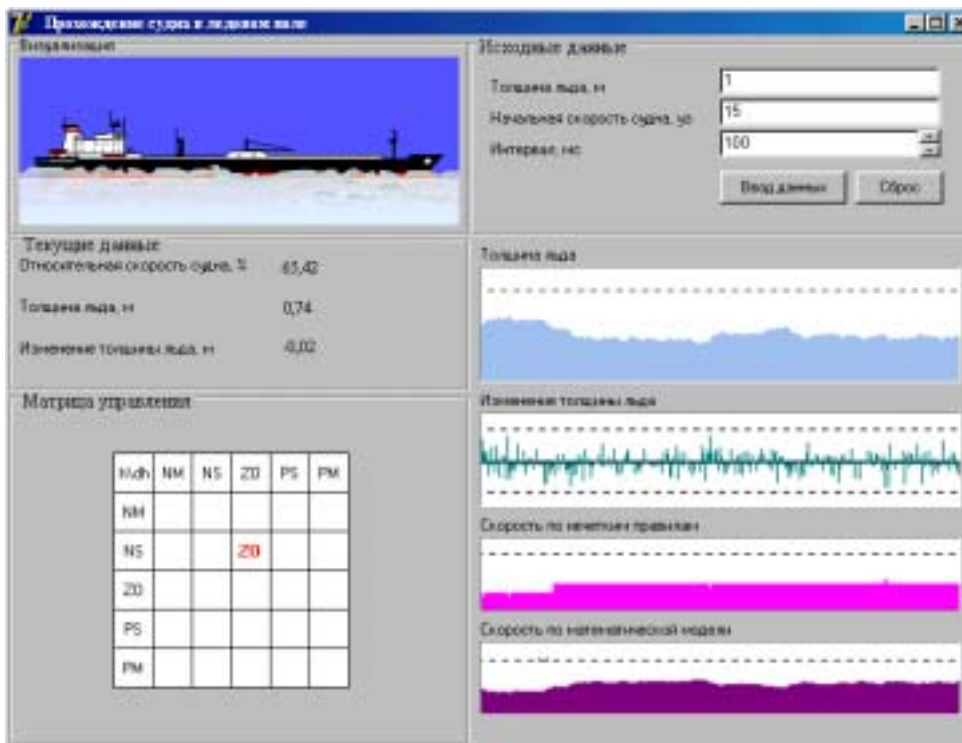 Прохождение судна в ледовом поле
Визуализация
Исходные данные
Толщина льда, м
1
Начальная скорость судна, уз
15
Интервал, мс
100
Ввод данных
Сброс
Текущие данные
Относительная скорость судна, %
65,42
Толщина льда, м
0,74
Изменение толщины льда, м
-0,02
Матрица управления
h\dh NM NS ZO PS PM
NM
NS ZO
ZO
PS
PM
Толщина льда
Изменение толщины льда
Скорость по нечетким правилам
Скорость по математической модели